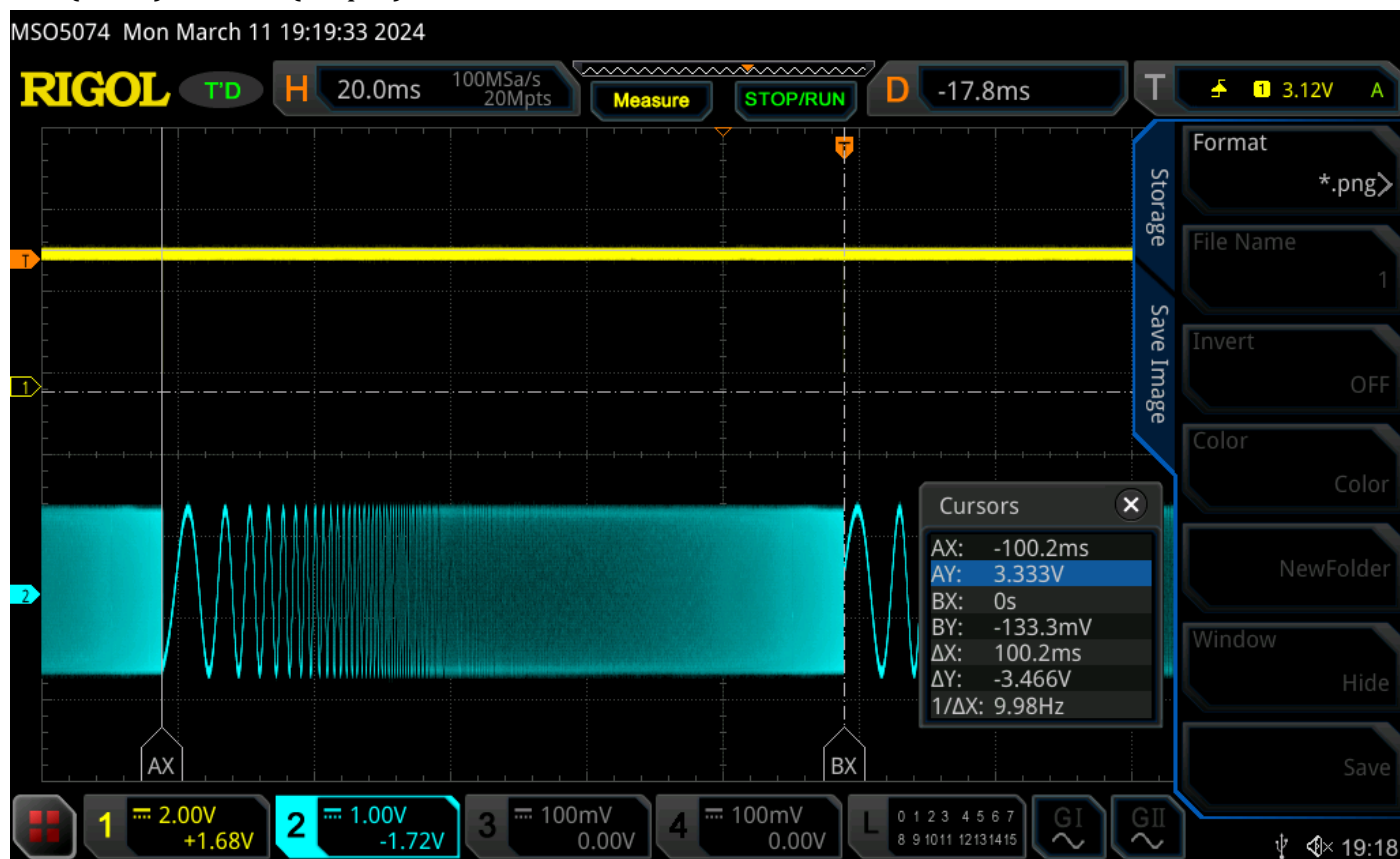 MSO5074 Mon March 11 19:19:33 2024
RIGOL T'D H 20.0ms 100MSa/s 20Mpts Measure STOP/RUN D -17.8ms T 1 3.12V A
T
T
1
2
Storage
Save Image
Format
*.png>
File Name
1
Invert
OFF
Color
Color
NewFolder
Window
Hide
Save
Cursors
AX: -100.2ms
AY: 3.333V
BX: 0s
BY: -133.3mV
ΔX: 100.2ms
ΔY: -3.466V
1/ΔX: 9.98Hz
AX
BX
1 2.00V +1.68V
2 1.00V -1.72V
3 100mV 0.00V
4 100mV 0.00V
L 0 1 2 3 4 5 6 7
8 9 10 11 12 13 14 15
GI
GII
19:18